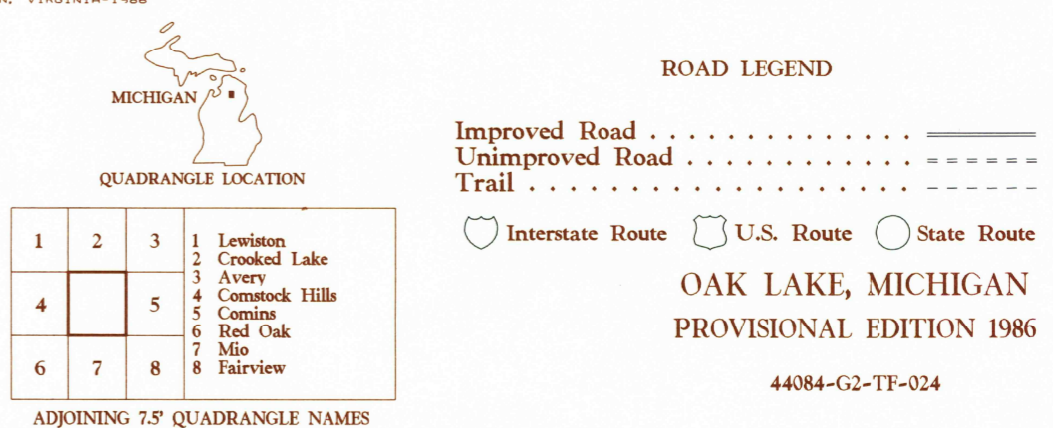 VIRGINIA-1986
MICHIGAN
QUADRANGLE LOCATION
1 2 3
4 5
6 7 8
1 Lewiston
2 Crooked Lake
3 Avery
4 Comstock Hills
5 Comins
6 Red Oak
7 Mio
8 Fairview
ADJOINING 7.5' QUADRANGLE NAMES
ROAD LEGEND
Improved Road . . . . . . . . . . . . . .
Unimproved Road . . . . . . . . . . . .
Trail . . . . . . . . . . . . . . . . . . .
Interstate Route U.S. Route State Route
OAK LAKE, MICHIGAN
PROVISIONAL EDITION 1986
44084-G2-TF-024